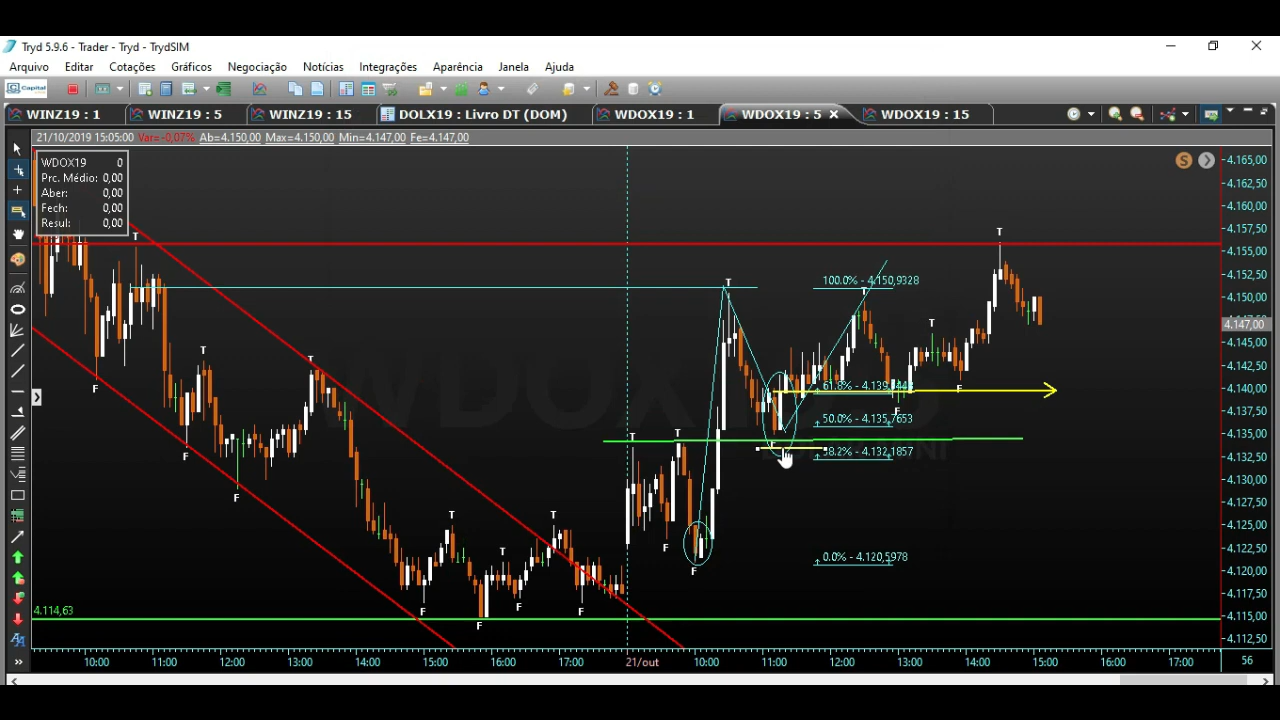 Tryd 5.9.6 - Trader - Tryd - TrydSIM
Arquivo Editar Cotações Gráficos Negociação Notícias Integrações Aparência Janela Ajuda
Capital
WINZ19 : 1 WINZ19 : 5 WINZ19 : 15 DOLX19 : Livro DT (DOM) WDOX19 : 1 WDOX19 : 5 WDOX19 : 15
21/10/2019 15:05:00 Var=-0,07% Ab=4.150,00 Max=4.150,00 Min=4.147,00 Fe=4.147,00
WDOX19 0
Prc. Médio: 0,00
Aber: 0,00
Fech: 0,00
Resul: 0,00
S
4.165,00
4.162,50
4.160,00
4.157,50
4.155,00
4.152,50
4.150,00
4.147,00
4.145,00
4.142,50
4.140,00
4.137,50
4.135,00
4.132,50
4.130,00
4.127,50
4.125,00
4.122,50
4.120,00
4.117,50
4.115,00
4.112,50
T
T
T
T
T
T
T
T
T
T
T
T
F
F
F
F
F
F
F
F
F
F
F
100.0% - 4.150,9328
50.0% - 4.135,7653
38.2% - 4.132,1857
0.0% - 4.120,5978
4.114,63
10:00 11:00 12:00 13:00 14:00 15:00 16:00 17:00 21/out 10:00 11:00 12:00 13:00 14:00 15:00 16:00 17:00 56